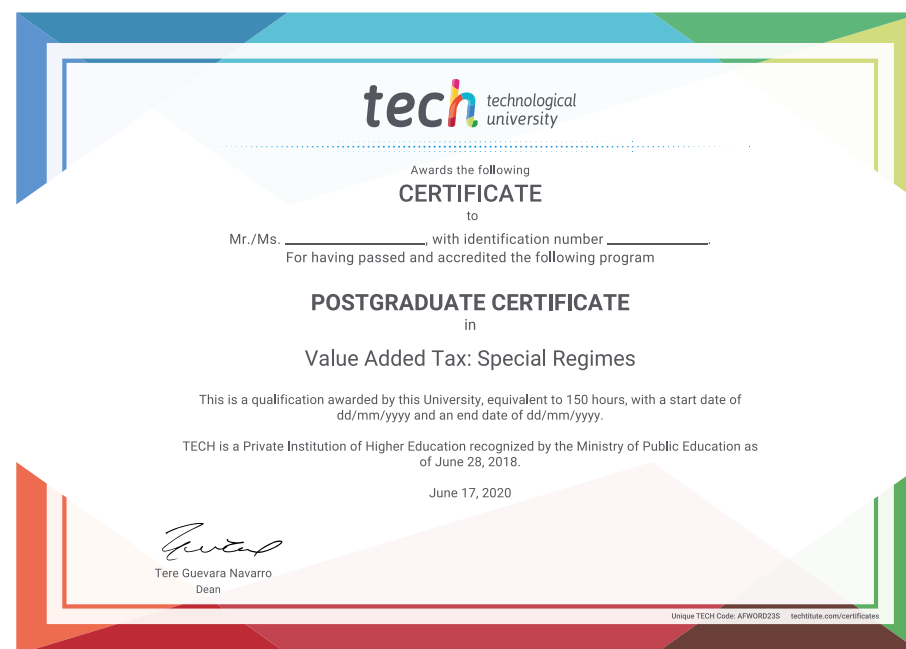 tech technological
university
Awards the following
CERTIFICATE
to
Mr./Ms. ____________________, with identification number ______________.
For having passed and accredited the following program
POSTGRADUATE CERTIFICATE
in
Value Added Tax: Special Regimes
This is a qualification awarded by this University, equivalent to 150 hours, with a start date of
dd/mm/yyyy and an end date of dd/mm/yyyy.
TECH is a Private Institution of Higher Education recognized by the Ministry of Public Education as
of June 28, 2018.
June 17, 2020
Tere Guevara Navarro
Dean
Unique TECH Code: AFWORD23S techtitute.com/certificates